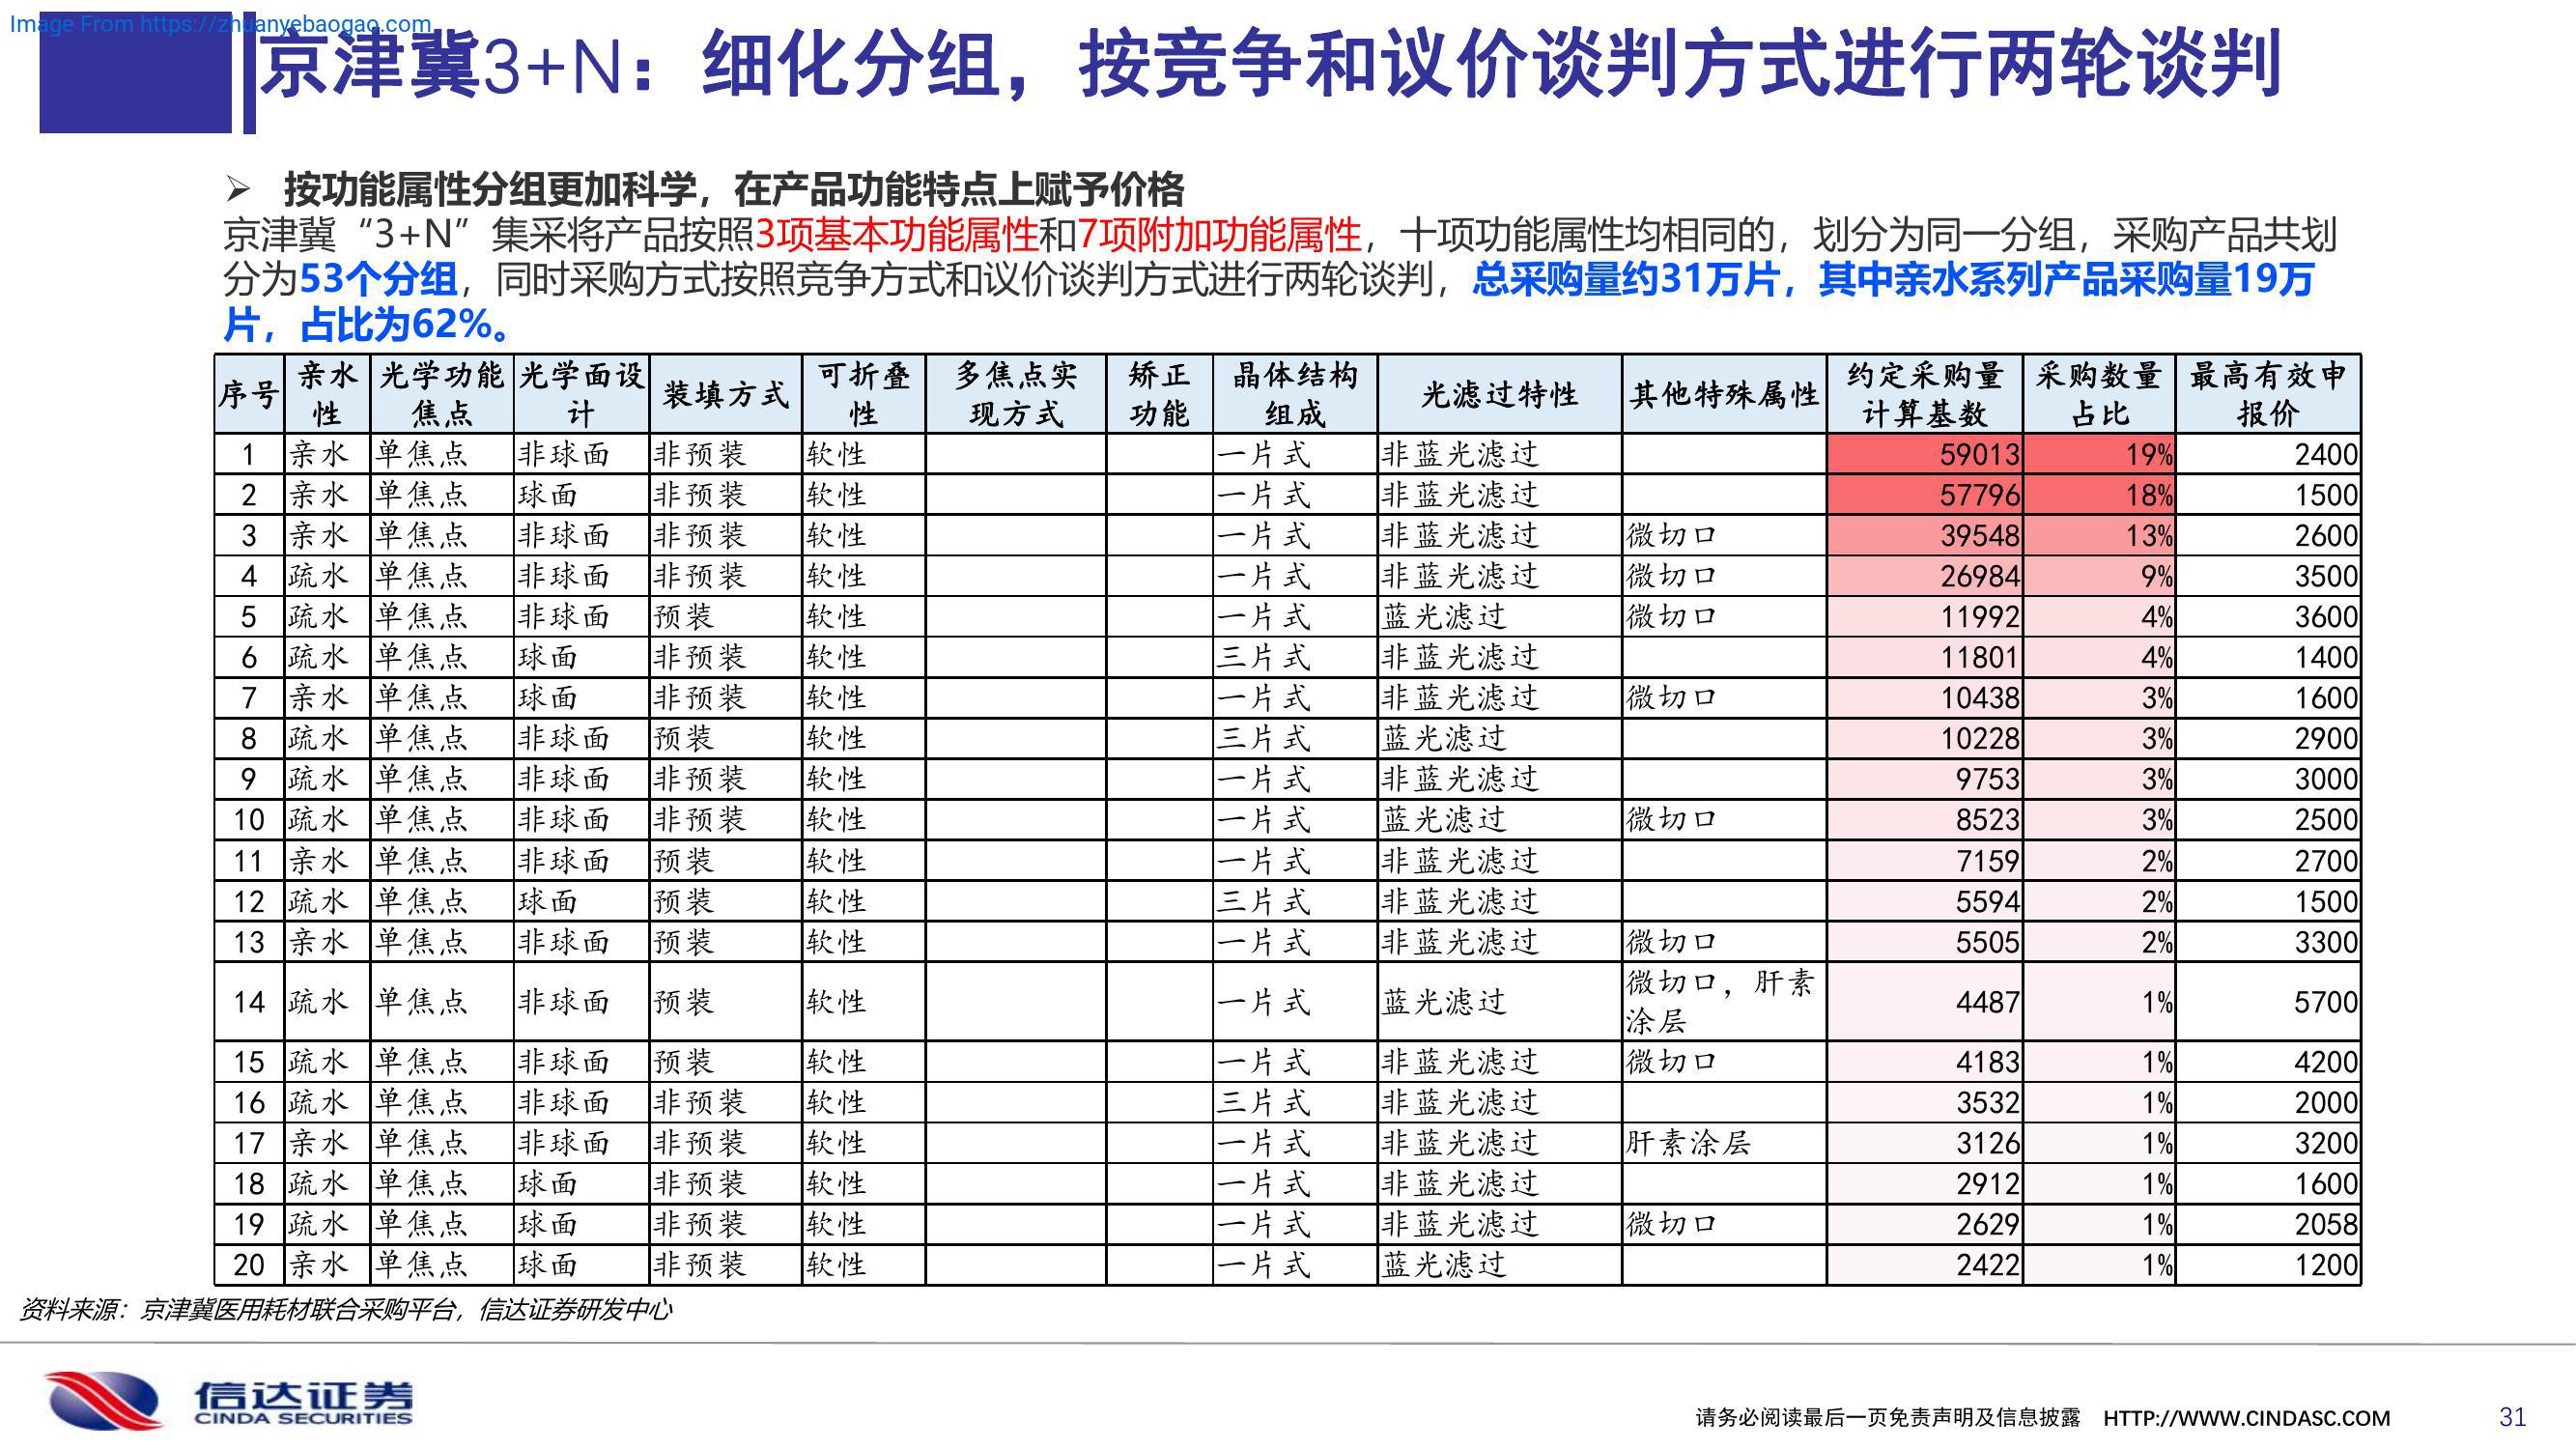 Image From https://zhuanyebaogao.com
京津冀3+N：细化分组，按竞争和议价谈判方式进行两轮谈判
➢ 按功能属性分组更加科学，在产品功能特点上赋予价格
京津冀“3+N”集采将产品按照3项基本功能属性和7项附加功能属性，十项功能属性均相同的，划分为同一分组，采购产品共划
分为53个分组，同时采购方式按照竞争方式和议价谈判方式进行两轮谈判，总采购量约31万片，其中亲水系列产品采购量19万
片，占比为62%。
序号 亲水性 光学功能焦点 光学面设计 装填方式 可折叠性 多焦点实现方式 矫正功能 晶体结构组成 光滤过特性 其他特殊属性 约定采购量计算基数 采购数量占比 最高有效申报价
1 亲水 单焦点 非球面 非预装 软性 一片式 非蓝光滤过 59013 19% 2400
2 亲水 单焦点 球面 非预装 软性 一片式 非蓝光滤过 57796 18% 1500
3 亲水 单焦点 非球面 非预装 软性 一片式 非蓝光滤过 微切口 39548 13% 2600
4 疏水 单焦点 非球面 非预装 软性 一片式 非蓝光滤过 微切口 26984 9% 3500
5 疏水 单焦点 非球面 预装 软性 一片式 蓝光滤过 微切口 11992 4% 3600
6 疏水 单焦点 球面 非预装 软性 三片式 非蓝光滤过 11801 4% 1400
7 亲水 单焦点 球面 非预装 软性 一片式 非蓝光滤过 微切口 10438 3% 1600
8 疏水 单焦点 非球面 预装 软性 三片式 蓝光滤过 10228 3% 2900
9 疏水 单焦点 非球面 非预装 软性 一片式 非蓝光滤过 9753 3% 3000
10 疏水 单焦点 非球面 非预装 软性 一片式 蓝光滤过 微切口 8523 3% 2500
11 亲水 单焦点 非球面 预装 软性 一片式 非蓝光滤过 7159 2% 2700
12 疏水 单焦点 球面 预装 软性 三片式 非蓝光滤过 5594 2% 1500
13 亲水 单焦点 非球面 预装 软性 一片式 非蓝光滤过 微切口 5505 2% 3300
14 疏水 单焦点 非球面 预装 软性 一片式 蓝光滤过 微切口，肝素涂层 4487 1% 5700
15 疏水 单焦点 非球面 预装 软性 一片式 非蓝光滤过 微切口 4183 1% 4200
16 疏水 单焦点 非球面 非预装 软性 三片式 非蓝光滤过 3532 1% 2000
17 亲水 单焦点 非球面 非预装 软性 一片式 非蓝光滤过 肝素涂层 3126 1% 3200
18 疏水 单焦点 球面 非预装 软性 一片式 非蓝光滤过 2912 1% 1600
19 疏水 单焦点 球面 非预装 软性 一片式 非蓝光滤过 微切口 2629 1% 2058
20 亲水 单焦点 球面 非预装 软性 一片式 蓝光滤过 2422 1% 1200
资料来源：京津冀医用耗材联合采购平台，信达证券研发中心
信达证券
CINDA SECURITIES
请务必阅读最后一页免责声明及信息披露 HTTP://WWW.CINDASC.COM 31